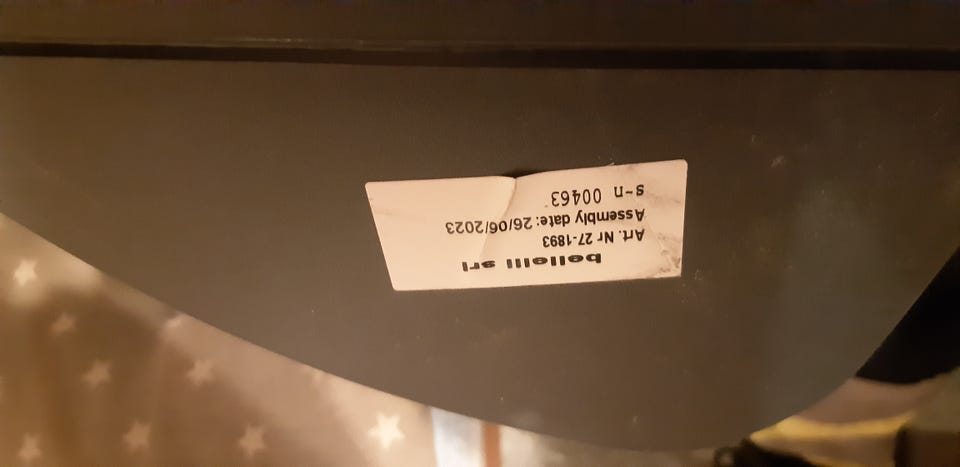 bellelli srl
Art. Nr 27-1893
Assembly date: 26/06/2023
s-n 00463